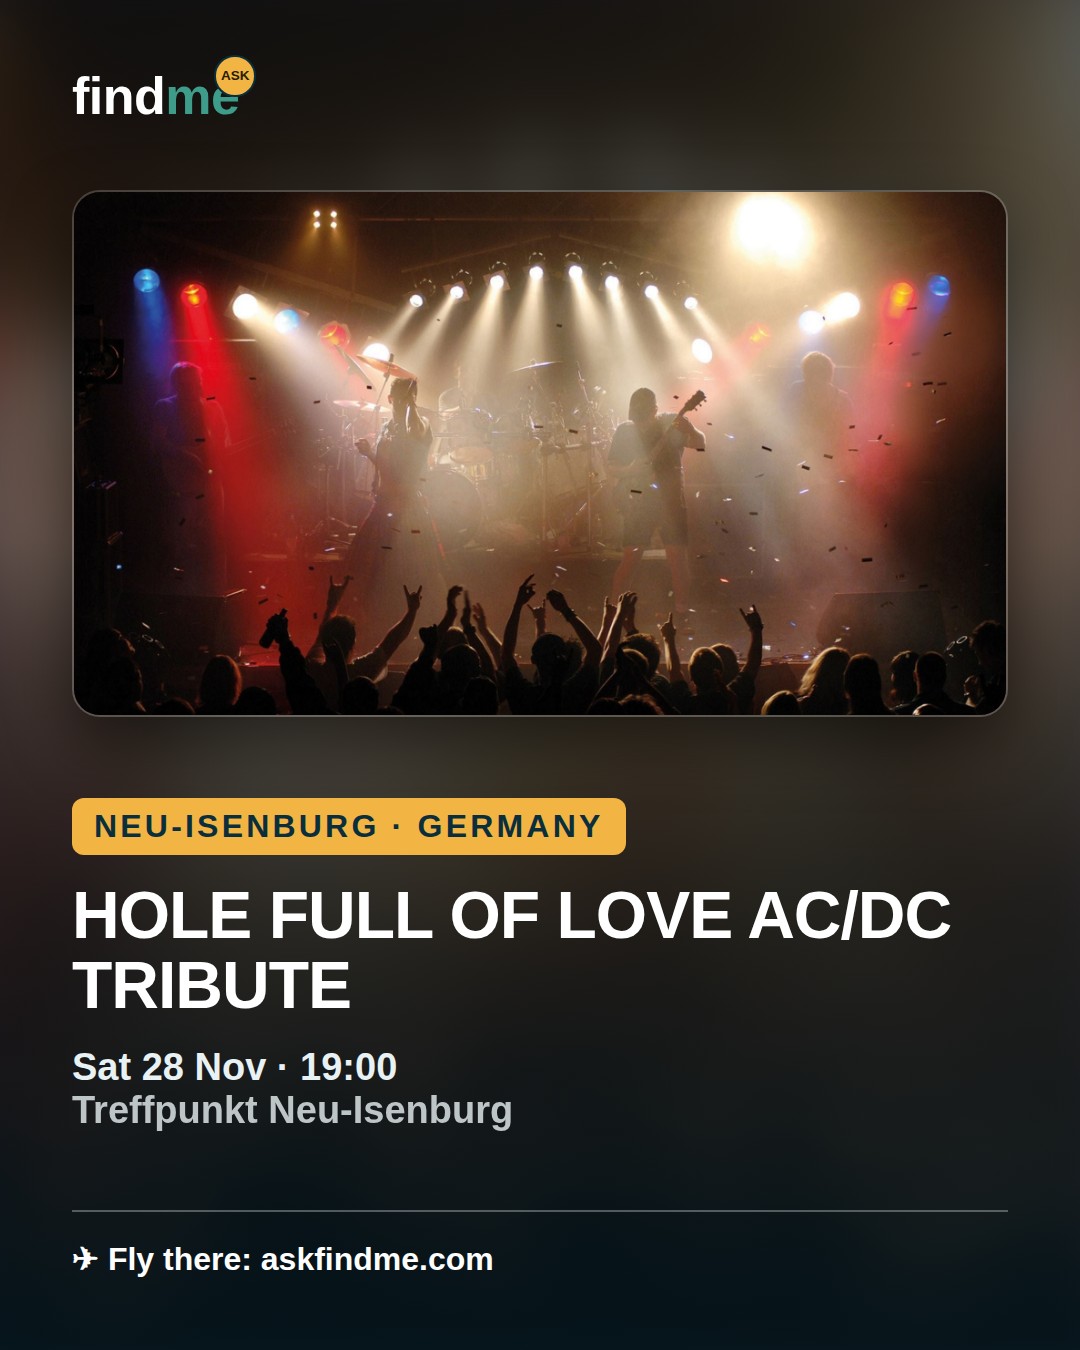 findme
ASK
NEU-ISENBURG · GERMANY
HOLE FULL OF LOVE AC/DC
TRIBUTE
Sat 28 Nov · 19:00
Treffpunkt Neu-Isenburg
✈ Fly there: askfindme.com